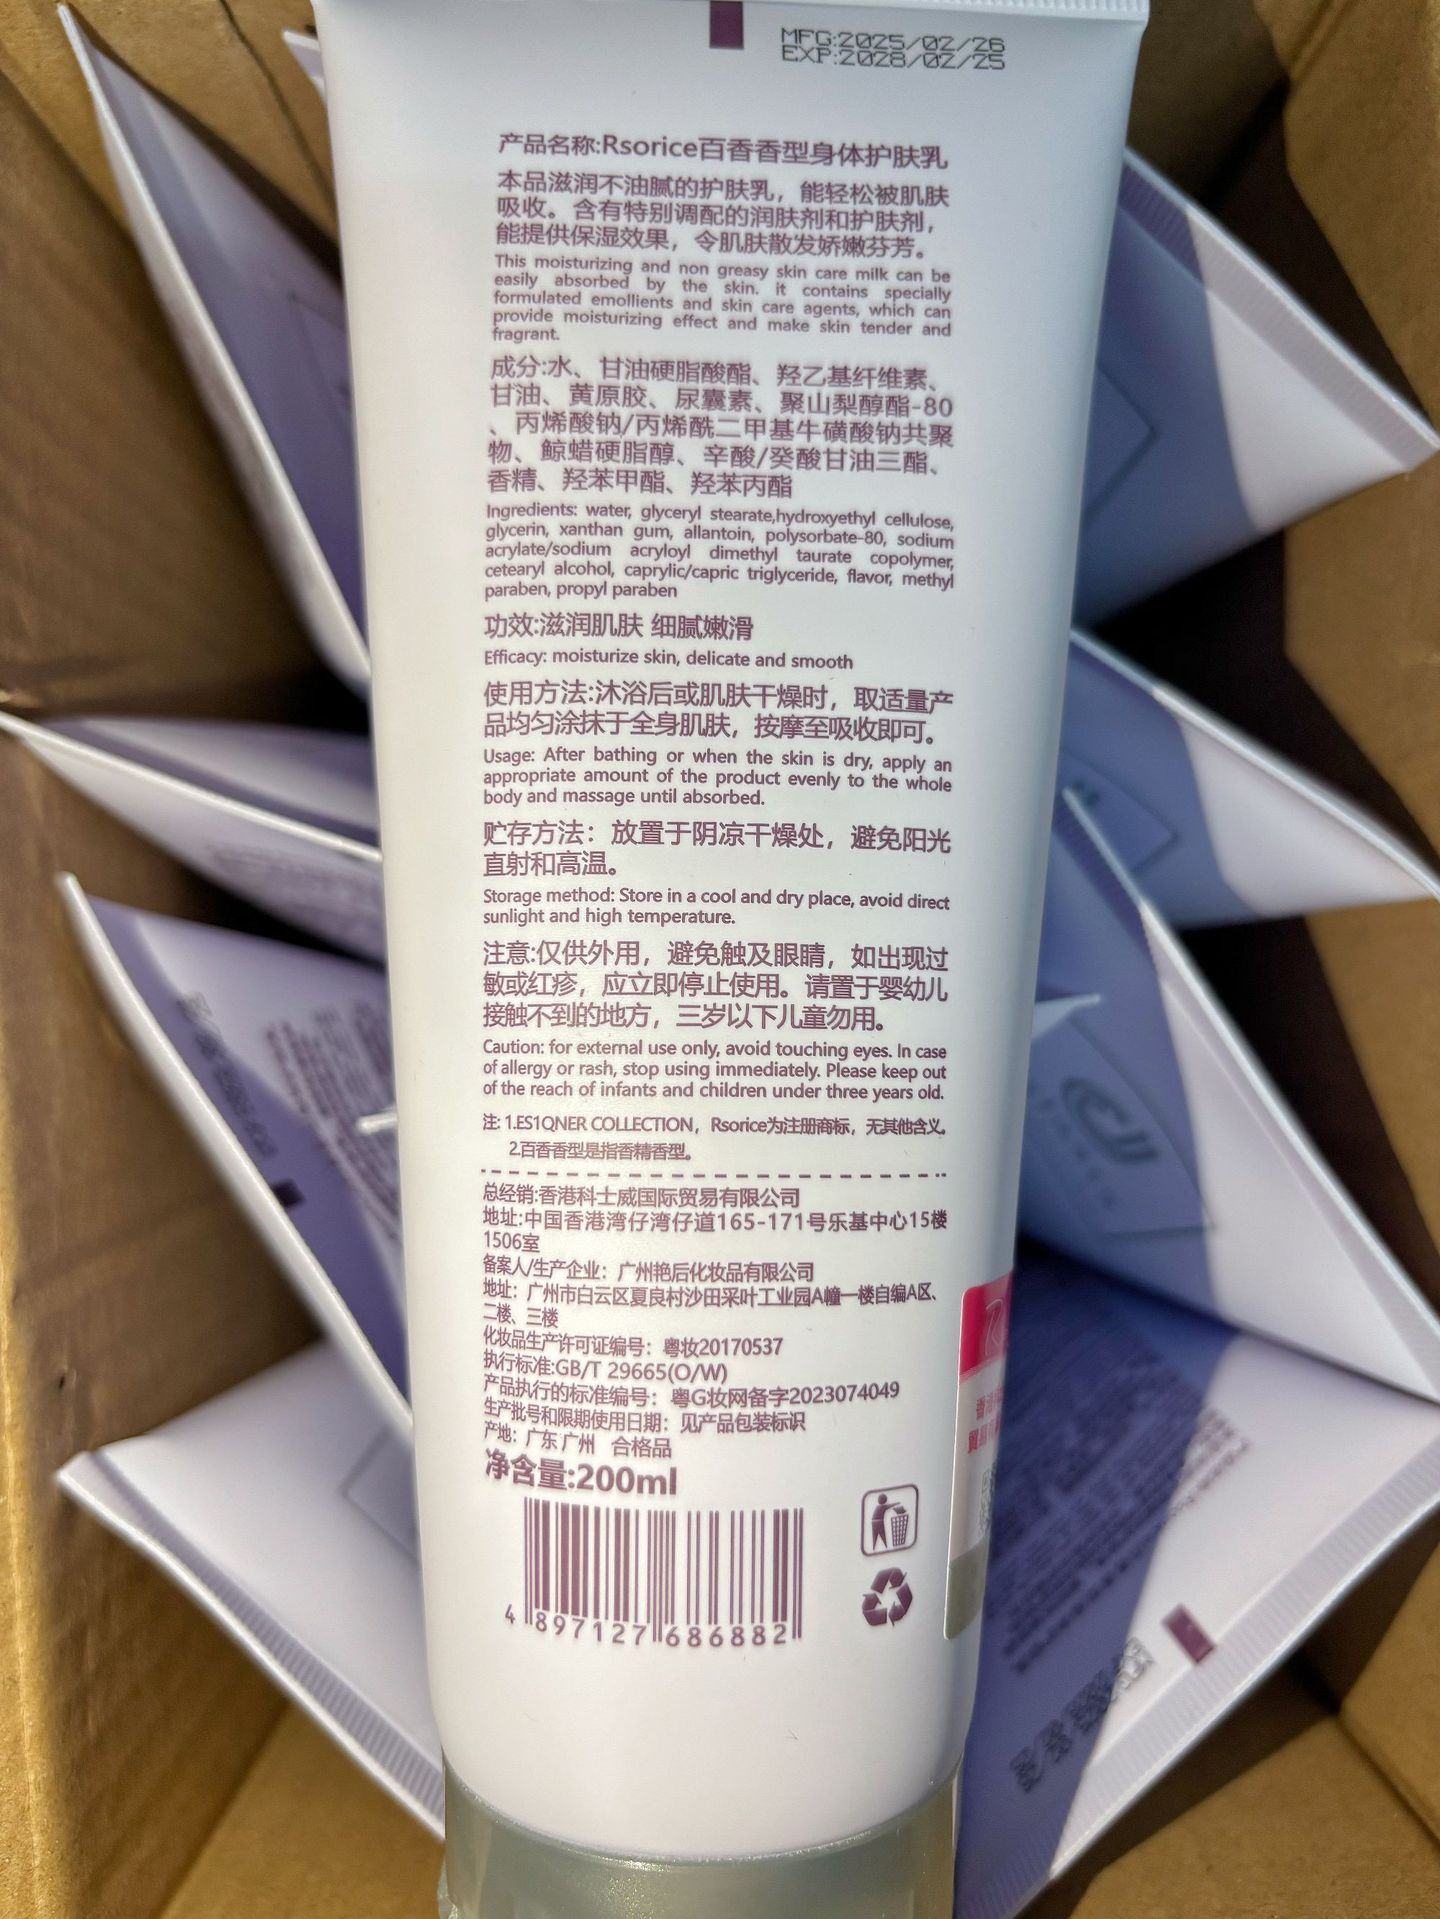 MFG:2025/02/26
EXP:2028/02/25
产品名称:Rsorice百香香型身体护肤乳
本品滋润不油腻的护肤乳，能轻松被肌肤
吸收。含有特别调配的润肤剂和护肤剂，
能提供保湿效果，令肌肤散发娇嫩芬芳。
This moisturizing and non greasy skin care milk can be
easily absorbed by the skin. it contains specially
formulated emollients and skin care agents, which can
provide moisturizing effect and make skin tender and
fragrant.
成分:水、甘油硬脂酸酯、羟乙基纤维素、
甘油、黄原胶、尿囊素、聚山梨醇酯-80
、丙烯酸钠/丙烯酰二甲基牛磺酸钠共聚
物、鲸蜡硬脂醇、辛酸/癸酸甘油三酯、
香精、羟苯甲酯、羟苯丙酯
Ingredients: water, glyceryl stearate,hydroxyethyl cellulose,
glycerin, xanthan gum, allantoin, polysorbate-80, sodium
acrylate/sodium acryloyl dimethyl taurate copolymer,
cetearyl alcohol, caprylic/capric triglyceride, flavor, methyl
paraben, propyl paraben
功效:滋润肌肤 细腻嫩滑
Efficacy: moisturize skin, delicate and smooth
使用方法:沐浴后或肌肤干燥时，取适量产
品均匀涂抹于全身肌肤，按摩至吸收即可。
Usage: After bathing or when the skin is dry, apply an
appropriate amount of the product evenly to the whole
body and massage until absorbed.
贮存方法：放置于阴凉干燥处，避免阳光
直射和高温。
Storage method: Store in a cool and dry place, avoid direct
sunlight and high temperature.
注意:仅供外用，避免触及眼睛，如出现过
敏或红疹，应立即停止使用。请置于婴幼儿
接触不到的地方，三岁以下儿童勿用。
Caution: for external use only, avoid touching eyes. In case
of allergy or rash, stop using immediately. Please keep out
of the reach of infants and children under three years old.
注: 1.ES1QNER COLLECTION，Rsorice为注册商标，无其他含义。
2.百香香型是指香精香型。
总经销:香港科士威国际贸易有限公司
地址:中国香港湾仔湾仔道165-171号乐基中心15楼
1506室
备案人/生产企业：广州艳后化妆品有限公司
地址：广州市白云区夏良村沙田采叶工业园A幢一楼自编A区、
二楼、三楼
化妆品生产许可证编号：粤妆20170537
执行标准:GB/T 29665(O/W)
产品执行的标准编号：粤G妆网备字2023074049
生产批号和限期使用日期：见产品包装标识
产地：广东 广州 合格品
净含量:200ml
4 897127 686882